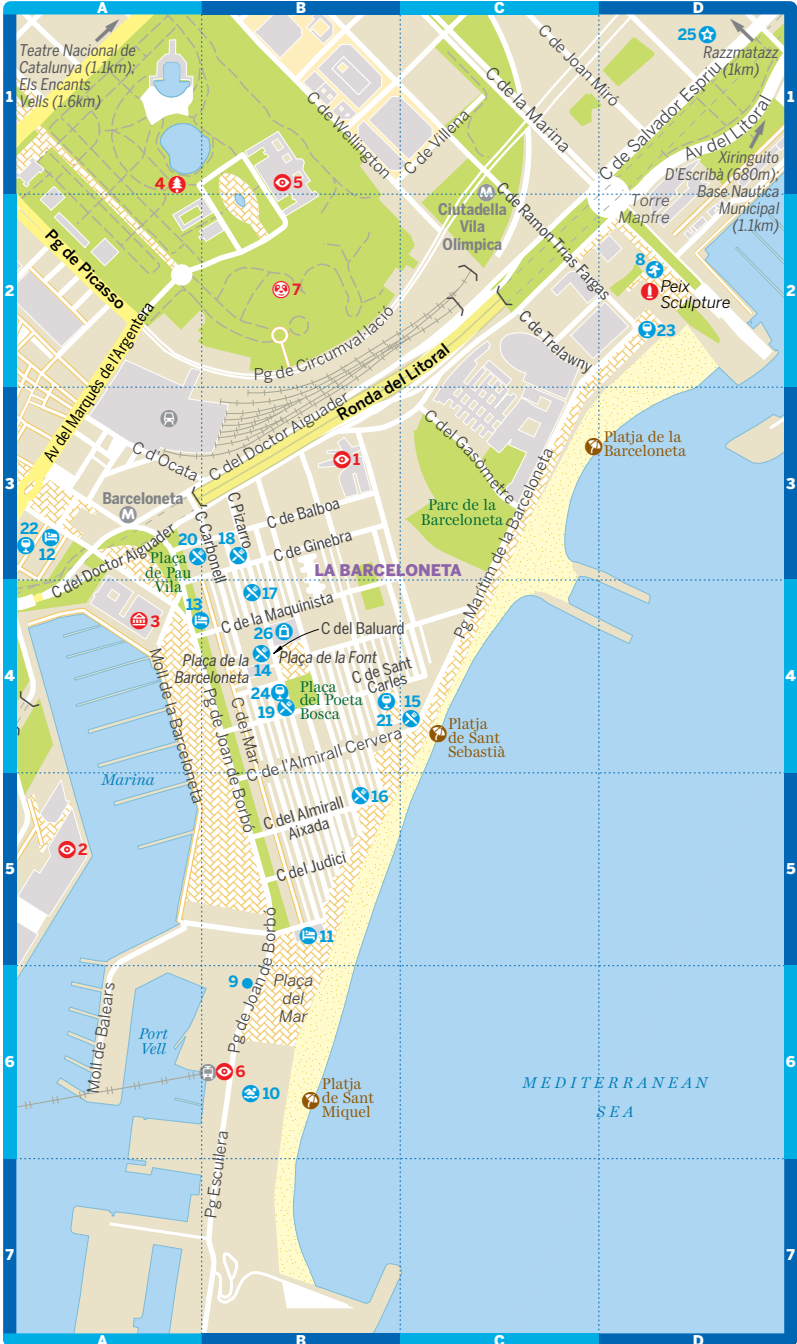 A
B
C
D
Teatre Nacional de
Catalunya (1.1km);
Els Encants
Vells (1.6km)
25
Razzmatazz
(1km)
C de Joan Miró
C de la Marina
C de Wellington
C de Villena
C de Salvador Espriu
Av del Litoral
1
1
Xiringuito
D'Escribà (680m);
Base Nautica
Municipal
(1.1km)
4
5
Ciutadella
Vila
Olímpica
C de Ramon Trias Fargas
Torre
Mapfre
Pg de Picasso
8
Peix
Sculpture
2
7
2
23
Av del Marquès de l'Argentera
Pg de Circumval·lació
C de Trelawny
Ronda del Litoral
C del Doctor Aiguader
C d'Ocata
C del Gasòmetre
Platja de la
Barceloneta
1
3
3
Barceloneta
C Pizarro
C de Balboa
Parc de la
Barceloneta
22
12
C del Doctor Aiguader
20
18
C Carbonell
C de Ginebra
Plaça
de Pau
Vilà
LA BARCELONETA
Pg Marítim de la Barceloneta
17
13
C de la Maquinista
3
26
C del Baluard
Plaça de la
Barceloneta
14
Plaça de la Font
4
4
Moll de la Barceloneta
C de Sant
Carles
24
19
Plaça
del Poeta
Bosca
15
21
Pg de Joan de Borbó
C del Mar
Platja
de Sant
Sebastià
C de l'Almirall Cervera
Marina
16
C del Almirall
Aixada
2
5
5
C del Judici
11
Pg de Joan de Borbó
9
Plaça
del
Mar
Moll de Balears
Port
Vell
6
6
6
10
Platja
de Sant
Miquel
MEDITERRANEAN
SEA
Pg Escullera
7
7
A
B
C
D